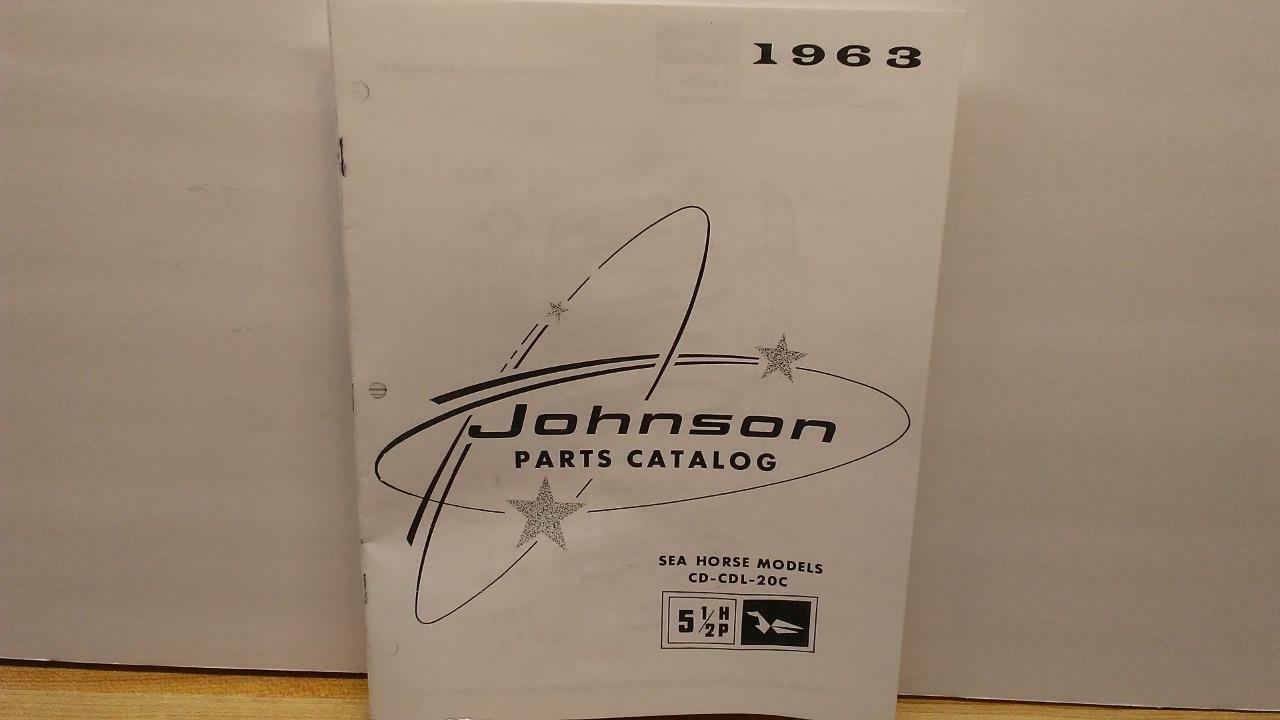 1963
Johnson
PARTS CATALOG
SEA HORSE MODELS
CD-CDL-20C
5 1/2 HP